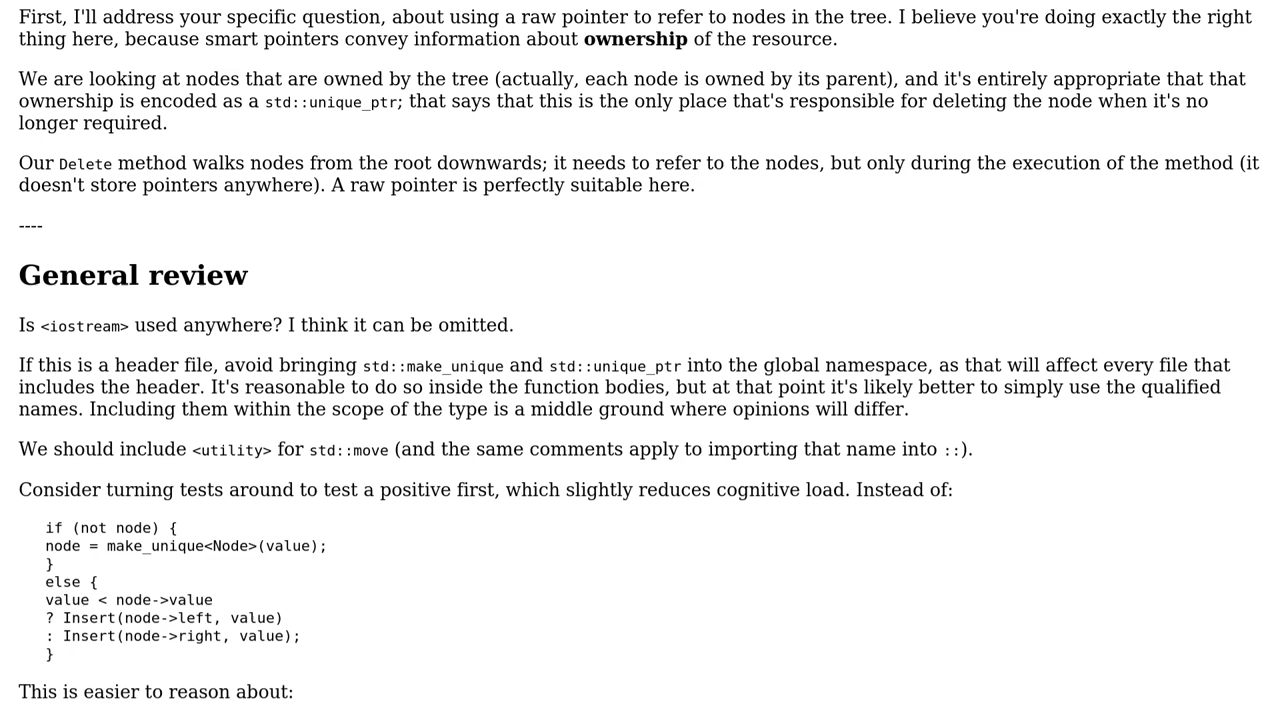 First, I'll address your specific question, about using a raw pointer to refer to nodes in the tree. I believe you're doing exactly the right
thing here, because smart pointers convey information about ownership of the resource.
We are looking at nodes that are owned by the tree (actually, each node is owned by its parent), and it's entirely appropriate that that
ownership is encoded as a std::unique_ptr; that says that this is the only place that's responsible for deleting the node when it's no
longer required.
Our Delete method walks nodes from the root downwards; it needs to refer to the nodes, but only during the execution of the method (it
doesn't store pointers anywhere). A raw pointer is perfectly suitable here.
----
General review
Is <iostream> used anywhere? I think it can be omitted.
If this is a header file, avoid bringing std::make_unique and std::unique_ptr into the global namespace, as that will affect every file that
includes the header. It's reasonable to do so inside the function bodies, but at that point it's likely better to simply use the qualified
names. Including them within the scope of the type is a middle ground where opinions will differ.
We should include <utility> for std::move (and the same comments apply to importing that name into ::).
Consider turning tests around to test a positive first, which slightly reduces cognitive load. Instead of:
if (not node) {
node = make_unique<Node>(value);
}
else {
value < node->value
? Insert(node->left, value)
: Insert(node->right, value);
}
This is easier to reason about: